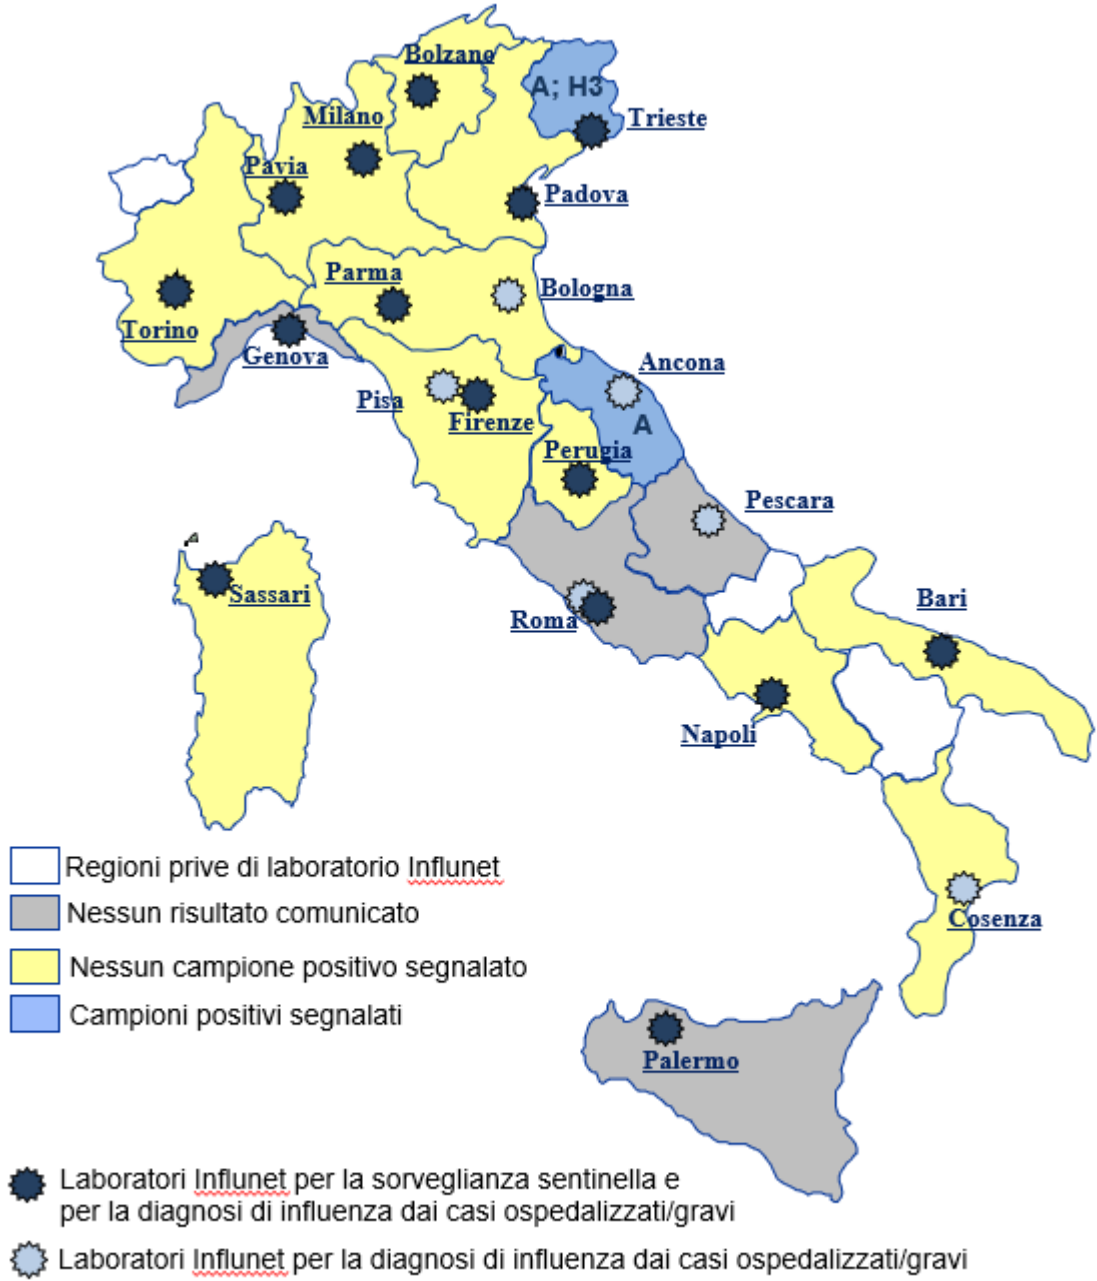 Bolzano
A; H3
Milano
Trieste
Pavia
Padova
Parma
Bologna
Torino
Genova
Ancona
Pisa
Firenze
A
Perugia
Pescara
Sassari
Bari
Roma
Napoli
Regioni prive di laboratorio Influnet
Nessun risultato comunicato
Cosenza
Nessun campione positivo segnalato
Campioni positivi segnalati
Palermo
Laboratori Influnet per la sorveglianza sentinella e
per la diagnosi di influenza dai casi ospedalizzati/gravi
Laboratori Influnet per la diagnosi di influenza dai casi ospedalizzati/gravi